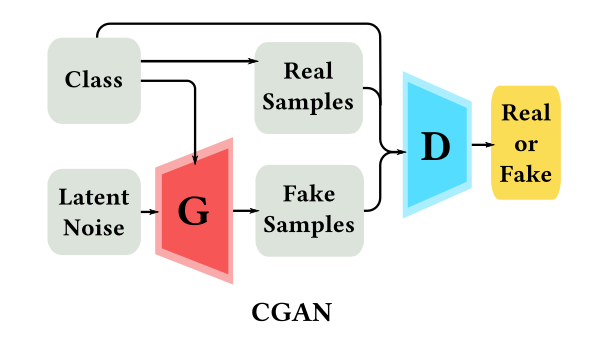 Class
Real
Samples
Latent
Noise
G
Fake
Samples
D
Real
or
Fake
CGAN